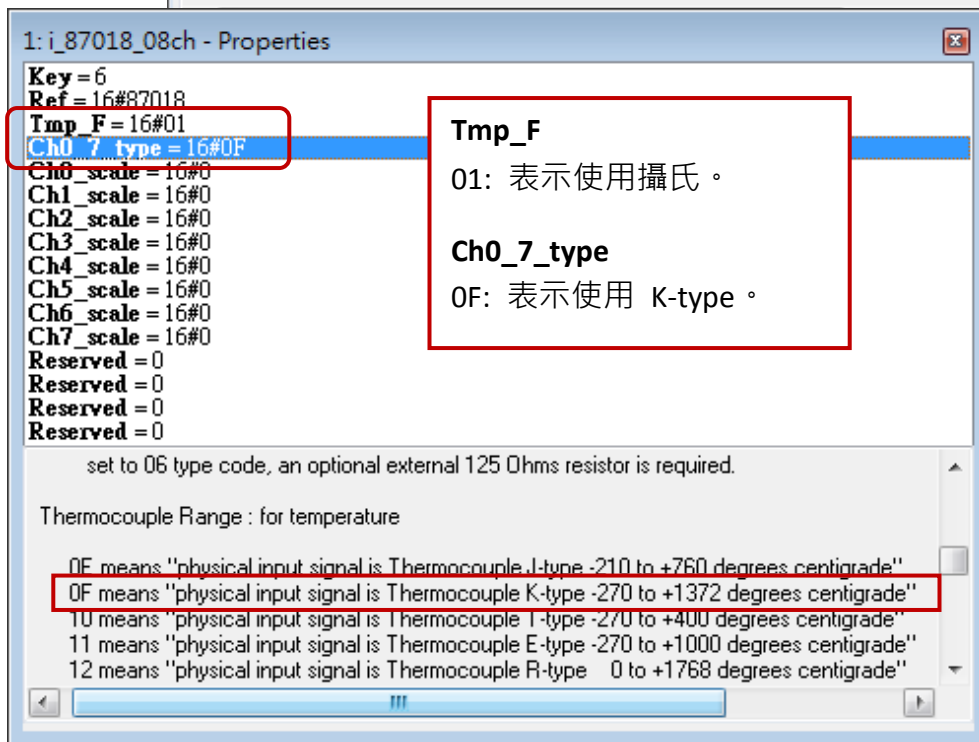 1: i_87018_08ch - Properties
Key = 6
Ref = 16#87018
Tmp_F = 16#01
Ch0_7_type = 16#0F
Ch0_scale = 16#0
Ch1_scale = 16#0
Ch2_scale = 16#0
Ch3_scale = 16#0
Ch4_scale = 16#0
Ch5_scale = 16#0
Ch6_scale = 16#0
Ch7_scale = 16#0
Reserved = 0
Reserved = 0
Reserved = 0
Reserved = 0
Tmp_F
01: 表示使用攝氏。
Ch0_7_type
0F: 表示使用 K-type。
set to 06 type code, an optional external 125 Ohms resistor is required.
Thermocouple Range : for temperature
0E means "physical input signal is Thermocouple J-type -210 to +760 degrees centigrade"
0F means "physical input signal is Thermocouple K-type -270 to +1372 degrees centigrade"
10 means "physical input signal is Thermocouple T-type -270 to +400 degrees centigrade"
11 means "physical input signal is Thermocouple E-type -270 to +1000 degrees centigrade"
12 means "physical input signal is Thermocouple R-type 0 to +1768 degrees centigrade"